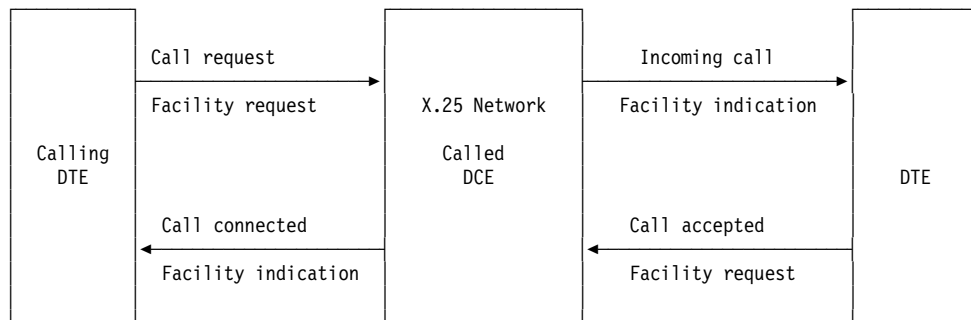 Call request
Incoming call
Facility request
X.25 Network
Facility indication
Calling
DTE
Called
DCE
DTE
Call connected
Call accepted
Facility indication
Facility request